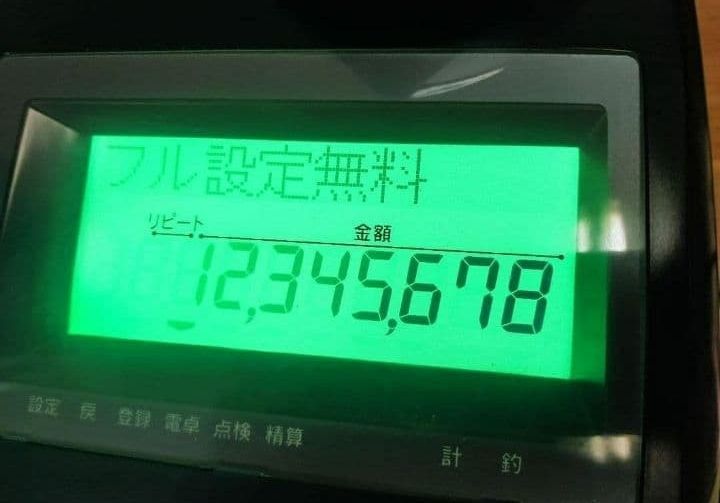 フル設定無料
リピート 金額
12,345,678
設定 戻 登録 電卓 点検 精算 計 釣